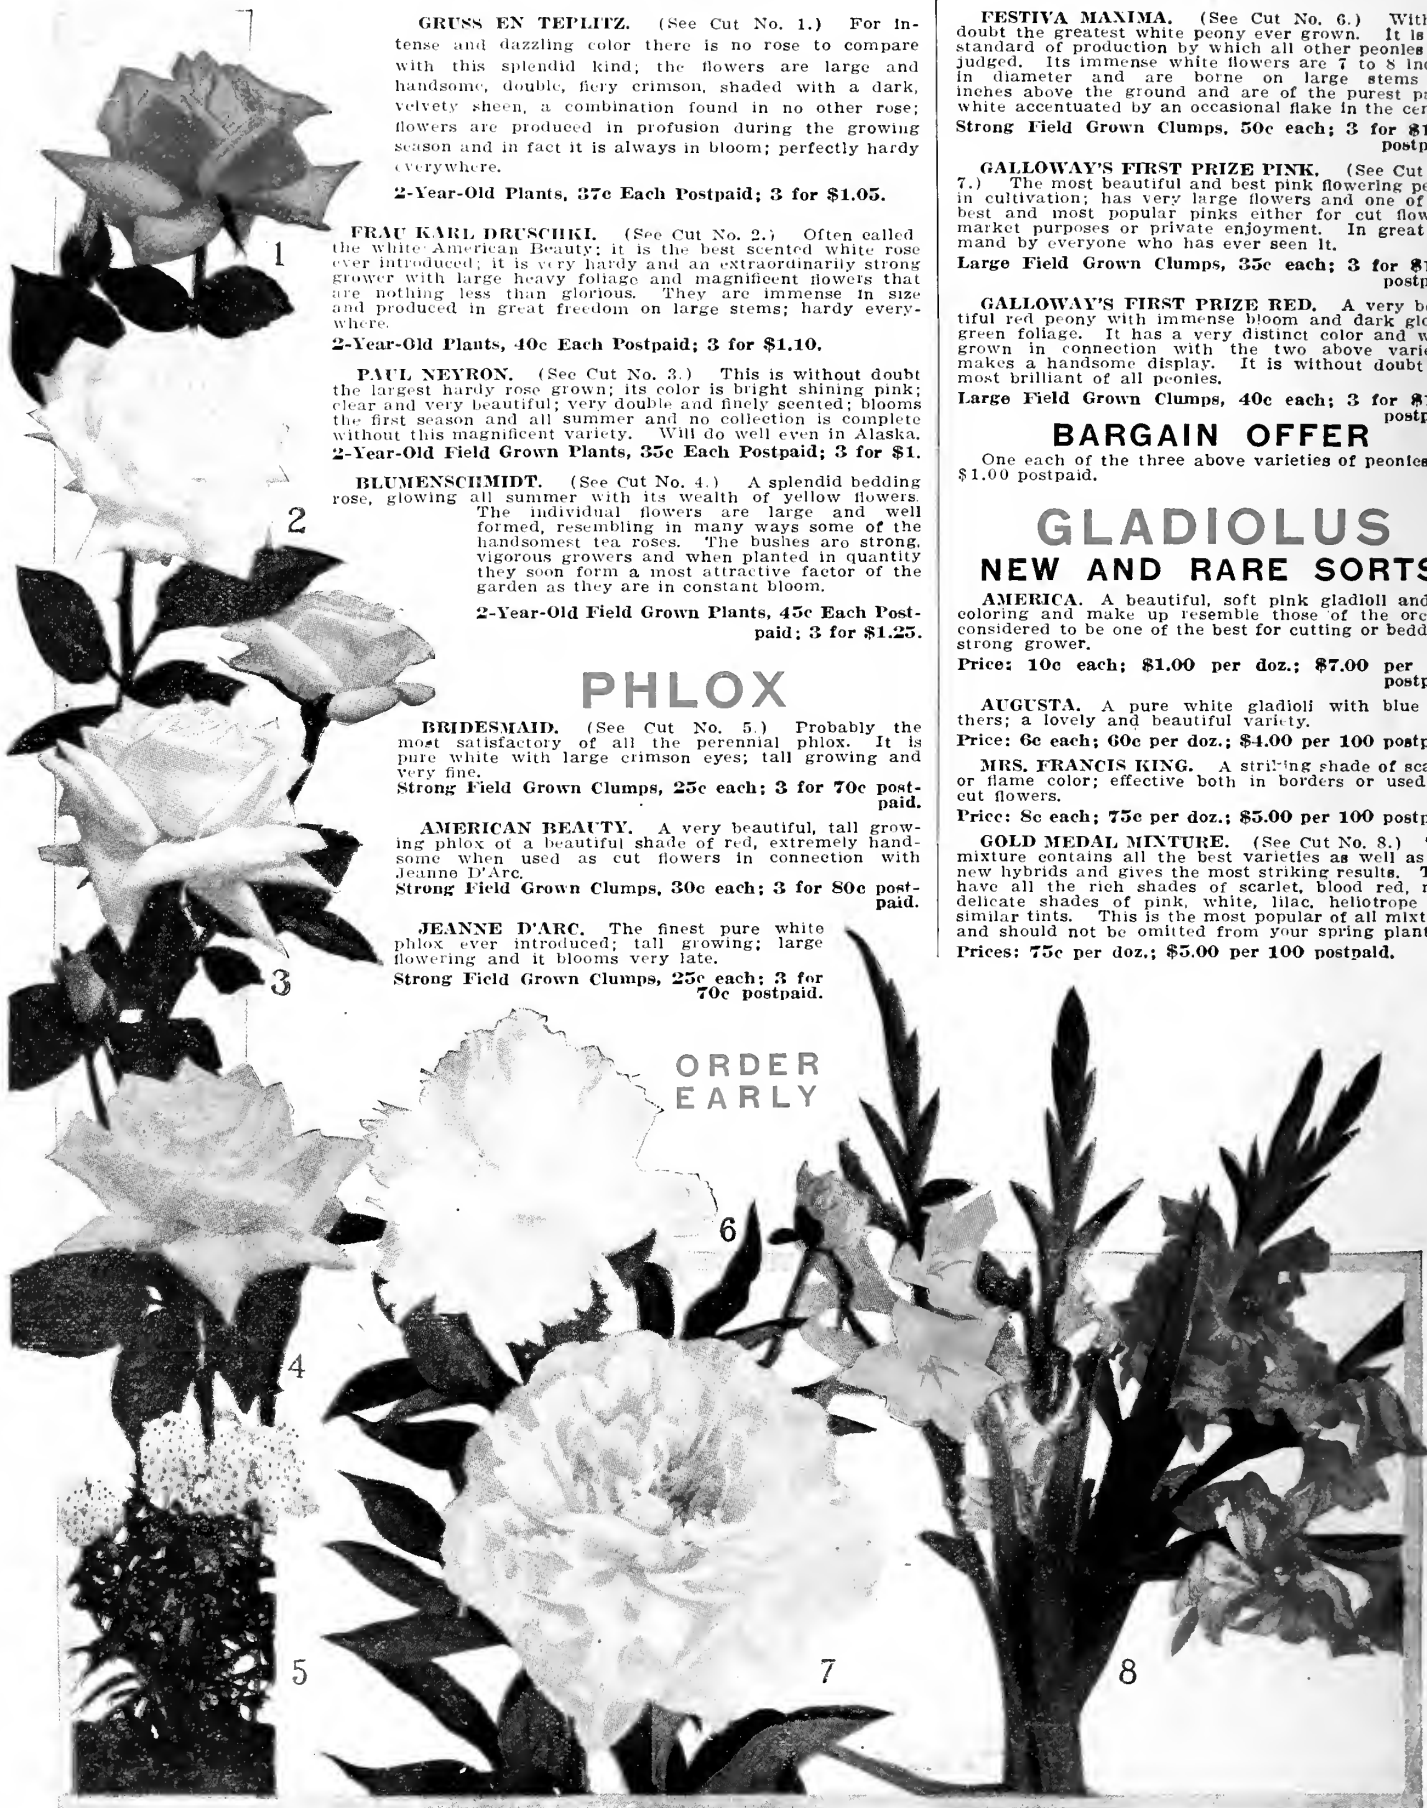 GRUSS EN TEPLITZ. (See Cut No. 1.) For in-
tense and dazzling color there is no rose to compare
with this splendid kind; the flowers are large and
handsome, double, fiery crimson, shaded with a dark,
velvety sheen, a combination found in no other rose;
flowers are produced in profusion during the growing
season and in fact it is always in bloom; perfectly hardy
everywhere.
2-Year-Old Plants, 37c Each Postpaid; 3 for $1.05.
FRAU KARL DRUSCHKI. (See Cut No. 2.) Often called
the white American Beauty; it is the best scented white rose
ever introduced; it is very hardy and an extraordinarily strong
grower with large heavy foliage and magnificent flowers that
are nothing less than glorious. They are immense in size
and produced in great freedom on large stems; hardy every-
where.
2-Year-Old Plants, 40c Each Postpaid; 3 for $1.10.
PAUL NEYRON. (See Cut No. 3.) This is without doubt
the largest hardy rose grown; its color is bright shining pink;
clear and very beautiful; very double and finely scented; blooms
the first season and all summer and no collection is complete
without this magnificent variety. Will do well even in Alaska.
2-Year-Old Field Grown Plants, 35c Each Postpaid; 3 for $1.
BLUMENSCHMIDT. (See Cut No. 4.) A splendid bedding
rose, glowing all summer with its wealth of yellow flowers.
The individual flowers are large and well
formed, resembling in many ways some of the
handsomest tea roses. The bushes are strong,
vigorous growers and when planted in quantity
they soon form a most attractive factor of the
garden as they are in constant bloom.
2-Year-Old Field Grown Plants, 45c Each Post-
paid; 3 for $1.25.
PHLOX
BRIDESMAID. (See Cut No. 5.) Probably the
most satisfactory of all the perennial phlox. It is
pure white with large crimson eyes; tall growing and
very fine.
Strong Field Grown Clumps, 25c each; 3 for 70c post-
paid.
AMERICAN BEAUTY. A very beautiful, tall grow-
ing phlox of a beautiful shade of red, extremely hand-
some when used as cut flowers in connection with
Jeanne D'Arc.
Strong Field Grown Clumps, 30c each; 3 for 80c post-
paid.
JEANNE D'ARC. The finest pure white
phlox ever introduced; tall growing; large
flowering and it blooms very late.
Strong Field Grown Clumps, 25c each; 3 for
70c postpaid.
ORDER
EARLY
FESTIVA MAXIMA. (See Cut No. 6.) With
doubt the greatest white peony ever grown. It is
standard of production by which all other peonies
judged. Its immense white flowers are 7 to 8 inc
in diameter and are borne on large stems
inches above the ground and are of the purest pa
white accentuated by an occasional flake in the cen
Strong Field Grown Clumps, 50c each; 3 for $1
postp
GALLOWAY'S FIRST PRIZE PINK. (See Cut
7.) The most beautiful and best pink flowering pe
in cultivation; has very large flowers and one of
best and most popular pinks either for cut flow
market purposes or private enjoyment. In great
mand by everyone who has ever seen it.
Large Field Grown Clumps, 35c each; 3 for $1
postp
GALLOWAY'S FIRST PRIZE RED. A very be
tiful red peony with immense bloom and dark glo
green foliage. It has a very distinct color and w
grown in connection with the two above varie
makes a handsome display. It is without doubt
most brilliant of all peonies.
Large Field Grown Clumps, 40c each; 3 for $1
postp
BARGAIN OFFER
One each of the three above varieties of peonies
$1.00 postpaid.
GLADIOLUS
NEW AND RARE SORTS
AMERICA. A beautiful, soft pink gladioli and
coloring and make up resemble those of the orc
considered to be one of the best for cutting or bedd
strong grower.
Price: 10c each; $1.00 per doz.; $7.00 per
postp
AUGUSTA. A pure white gladioli with blue
thers; a lovely and beautiful variety.
Price: 6c each; 60c per doz.; $4.00 per 100 postp
MRS. FRANCIS KING. A striking shade of sca
or flame color; effective both in borders or used
cut flowers.
Price: 8c each; 75c per doz.; $5.00 per 100 postp
GOLD MEDAL MIXTURE. (See Cut No. 8.)
mixture contains all the best varieties as well as
new hybrids and gives the most striking results. T
have all the rich shades of scarlet, blood red, r
delicate shades of pink, white, lilac, heliotrope
similar tints. This is the most popular of all mixt
and should not be omitted from your spring plant
Prices: 75c per doz.; $5.00 per 100 postpaid.
1
2
3
4
5
6
7
8